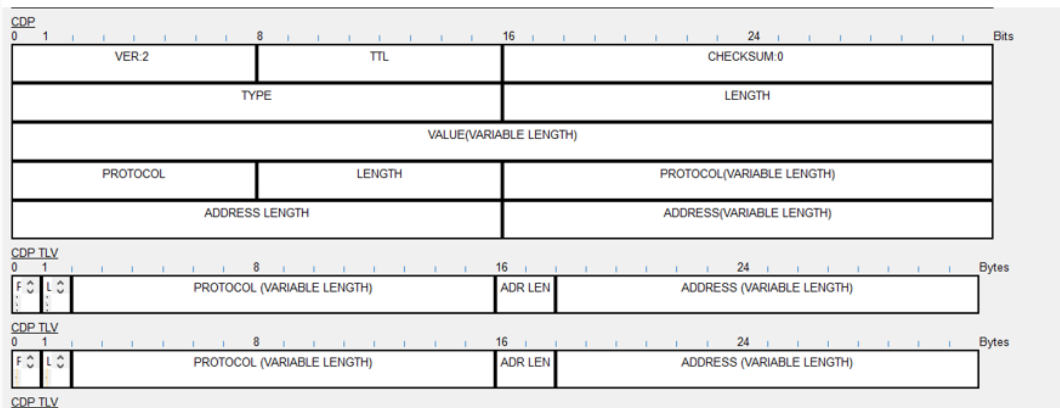 CDP
0 1 8 16 24 Bits
VER:2 TTL CHECKSUM:0
TYPE LENGTH
VALUE(VARIABLE LENGTH)
PROTOCOL LENGTH PROTOCOL(VARIABLE LENGTH)
ADDRESS LENGTH ADDRESS(VARIABLE LENGTH)
CDP TLV
0 1 8 16 24 Bytes
L PROTOCOL (VARIABLE LENGTH) ADR LEN ADDRESS (VARIABLE LENGTH)
CDP TLV
0 1 8 16 24 Bytes
L PROTOCOL (VARIABLE LENGTH) ADR LEN ADDRESS (VARIABLE LENGTH)
CDP TLV